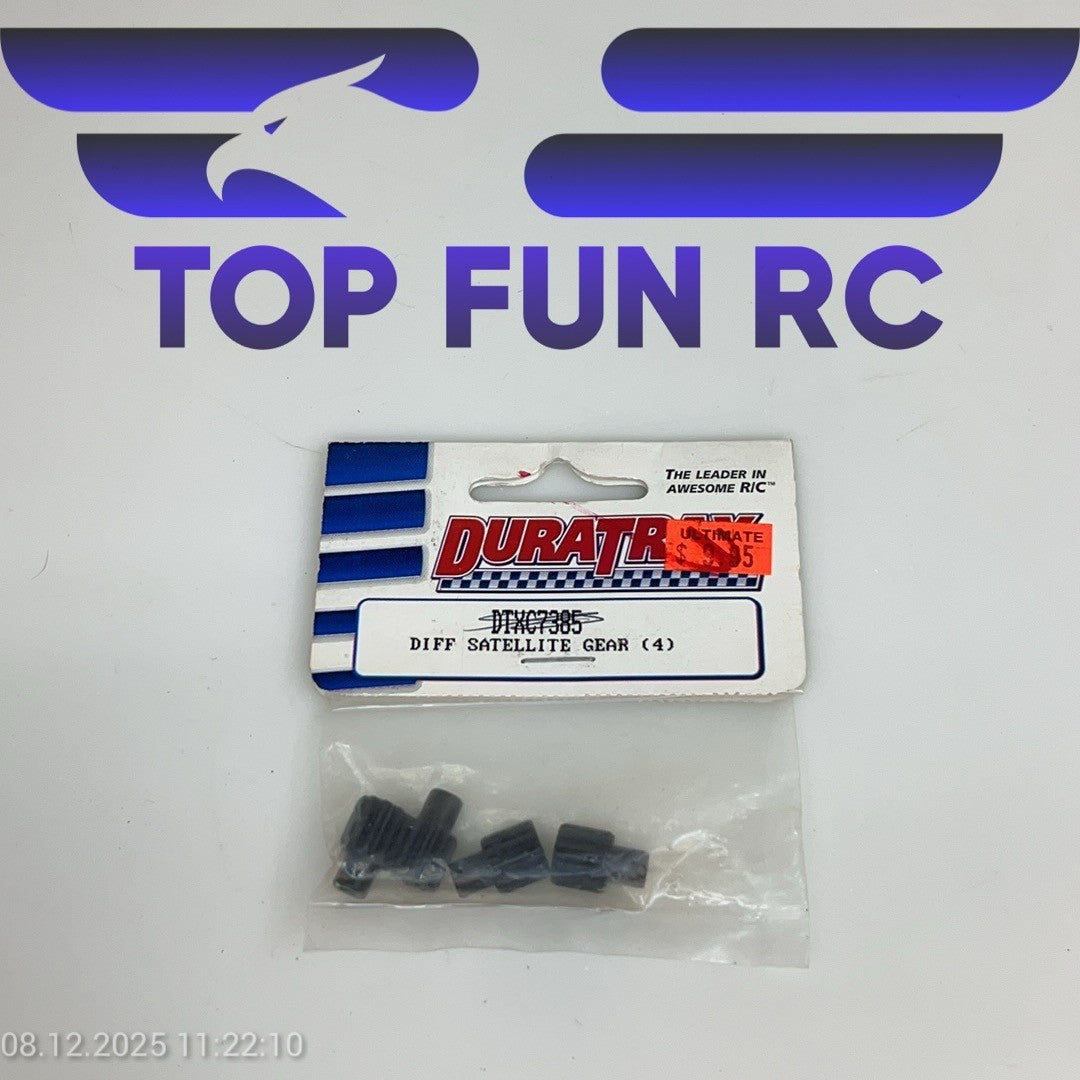 TOP FUN RC
THE LEADER IN
AWESOME R/C™
DURATRAX
ULTIMATE
DTXC7385
DIFF SATELLITE GEAR (4)
08.12.2025 11:22:10